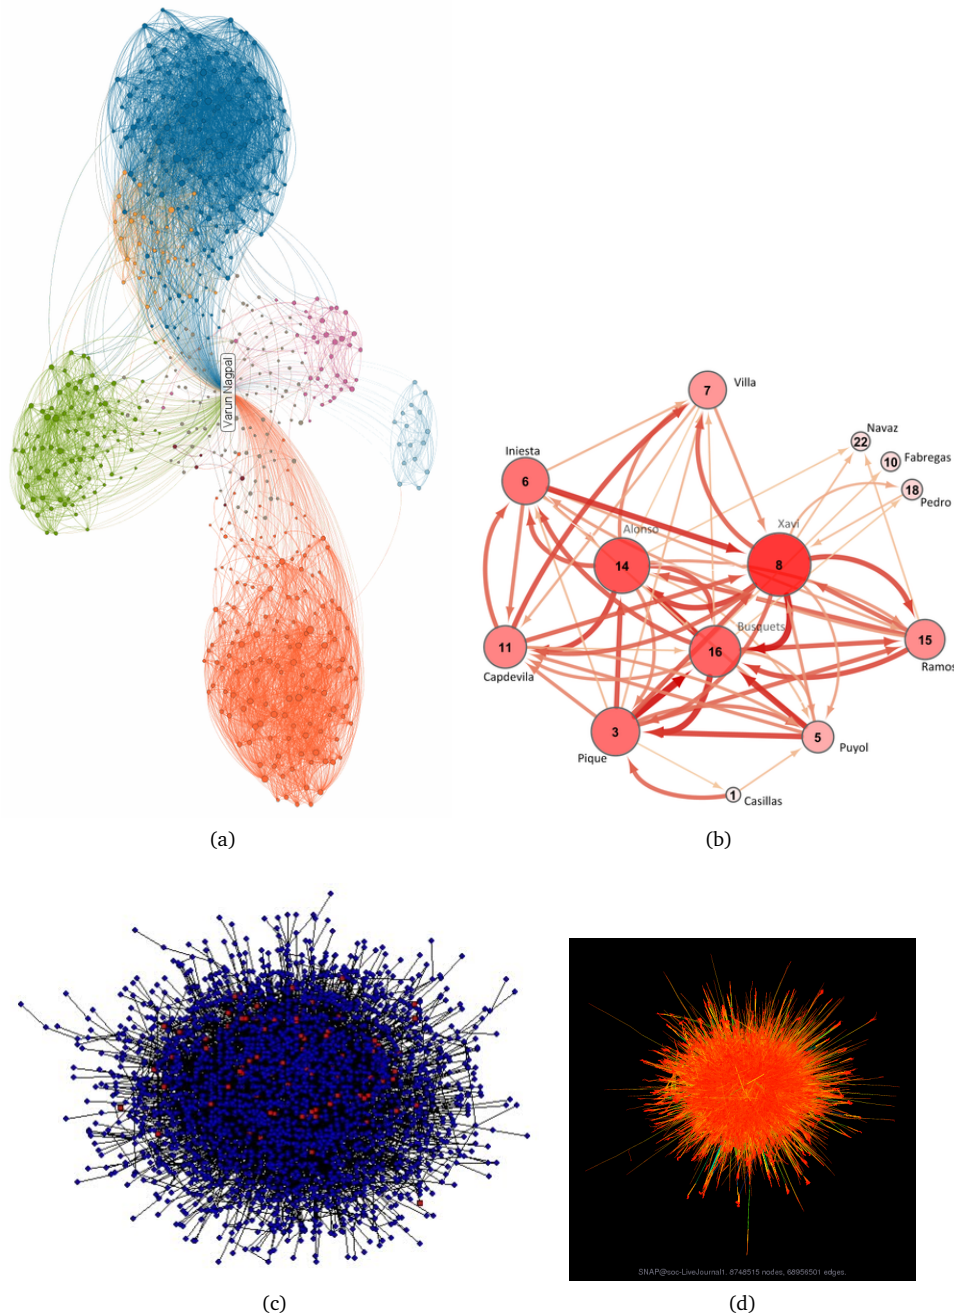 Varun Nagpal
(a)
7
Villa
Navaz
22
10
Fabregas
18
Pedro
Iniesta
6
Alonso
14
Xavi
8
Busquets
16
11
Capdevila
15
Ramos
3
Pique
5
Puyol
1
Casillas
(b)
(c)
SNAP@soc-LiveJournal1. 8748515 nodes, 68956501 edges.
(d)